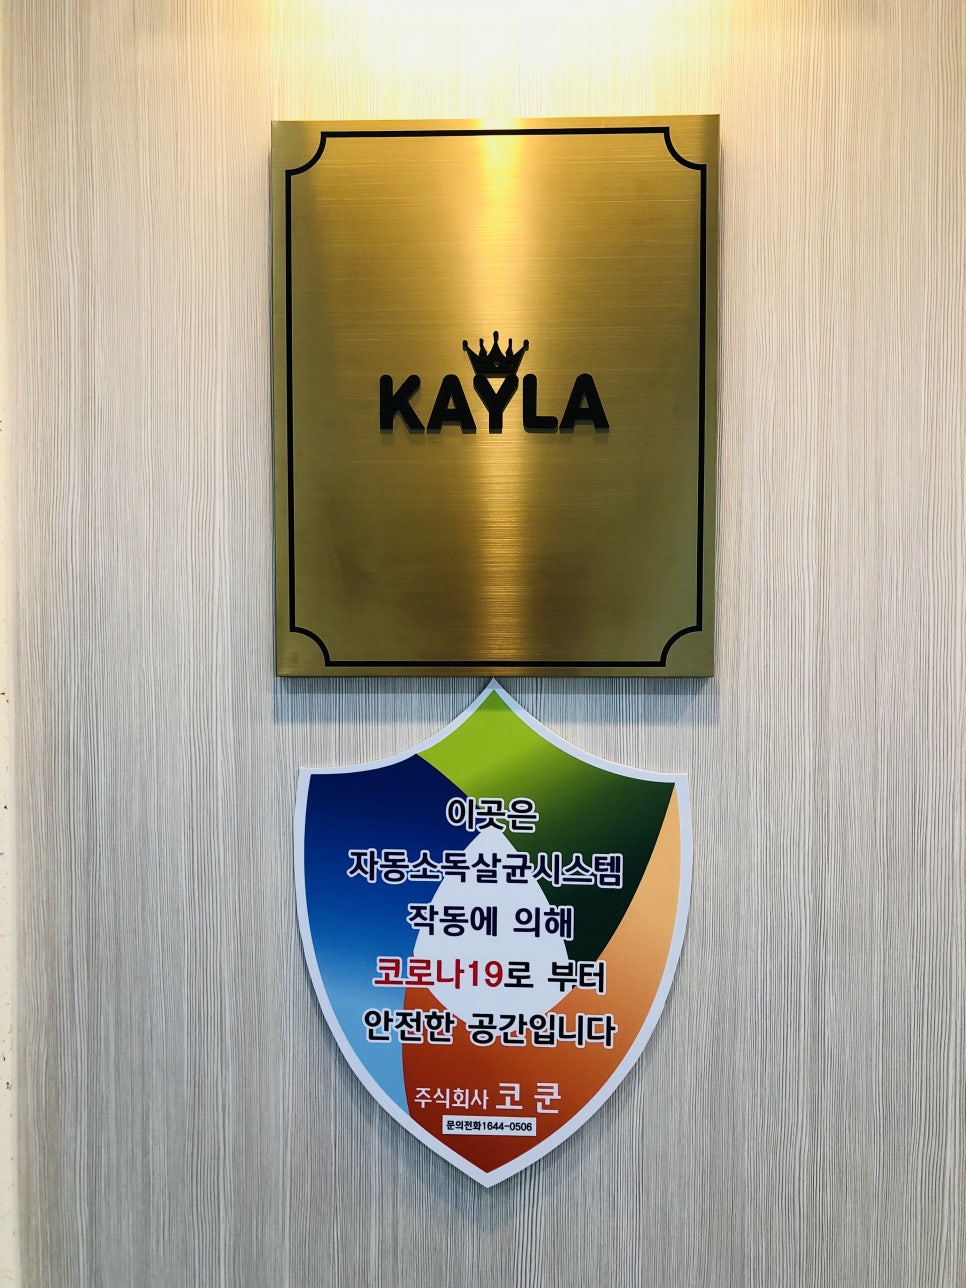 KAYLA
이곳은
자동소독살균시스템
작동에 의해
코로나19로 부터
안전한 공간입니다
주식회사 코 쿤
문의전화1644-0506